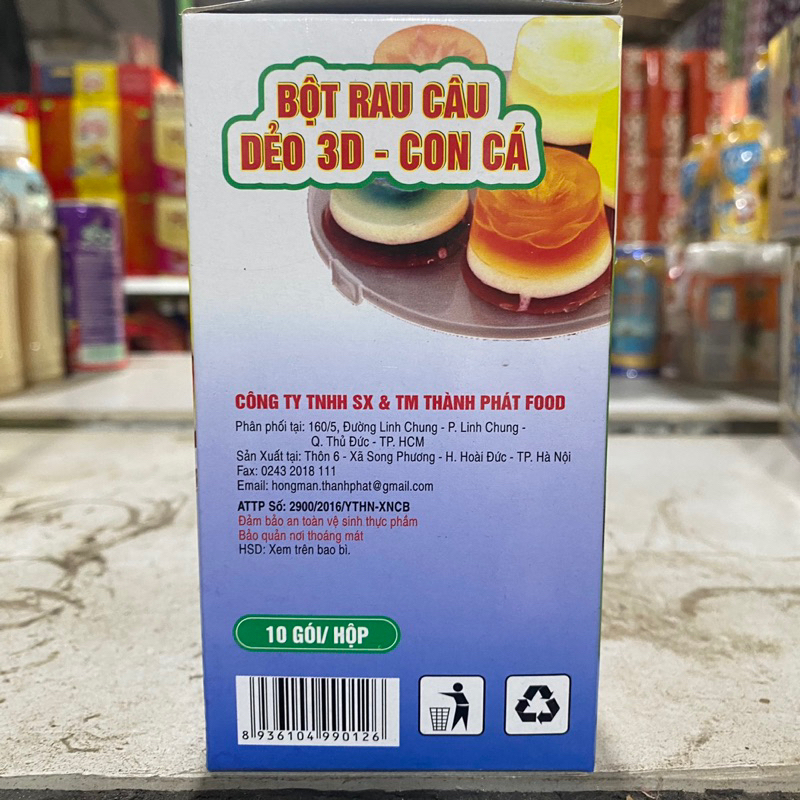 BỘT RAU CÂU
DẺO 3D - CON CÁ
CÔNG TY TNHH SX & TM THÀNH PHÁT FOOD
Phân phối tại: 160/5, Đường Linh Chung - P. Linh Chung -
Q. Thủ Đức - TP. HCM
Sản Xuất tại: Thôn 6 - Xã Song Phương - H. Hoài Đức - TP. Hà Nội
Fax: 0243 2018 111
Email: hongman.thanhphat@gmail.com
ATTP Số: 2900/2016/YTHN-XNCB
Đảm bảo an toàn vệ sinh thực phẩm
Bảo quản nơi thoáng mát
HSD: Xem trên bao bì.
10 GÓI/ HỘP
8 936104 990126